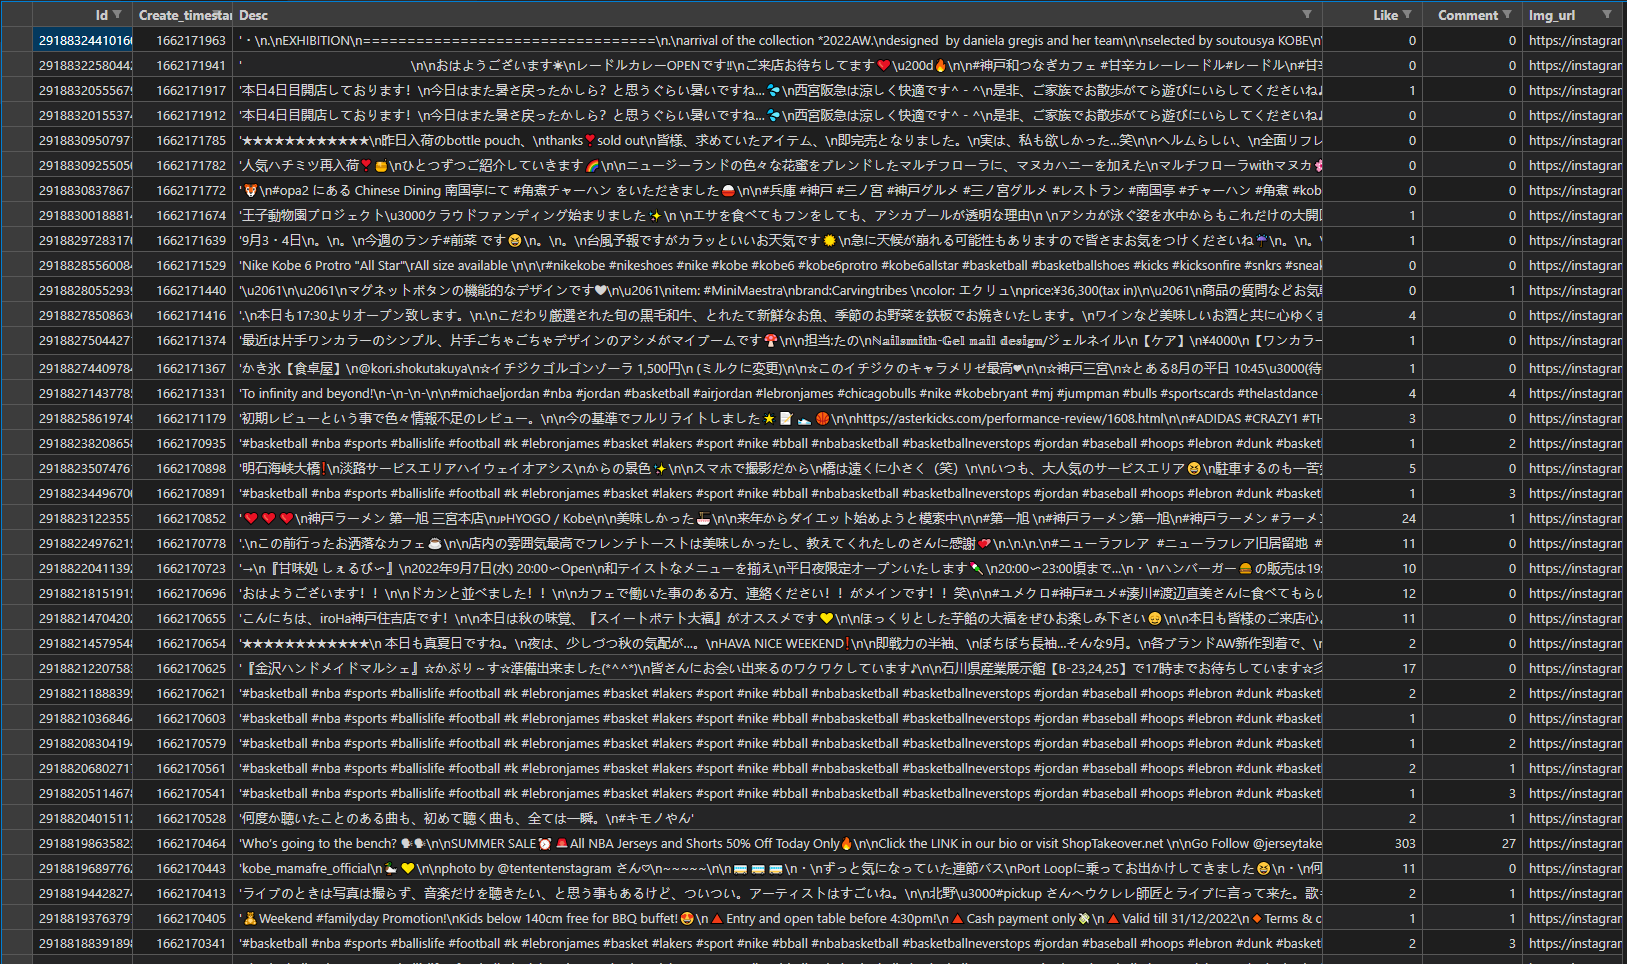 Id Create_timestar Desc Like Comment Img_url
29188324410166 1662171963 '・\n.\nEXHIBITION\n=================================\n.\narrival of the collection *2022AW.\ndesigned by daniela gregis and her team\n\nselected by soutousya KOBE\n' 0 0 https://instagran
2918832258044 1662171941 ' \n\nおはようございます☀\nレードルカレーOPENです‼\nご来店お待ちしてます❤\u200d🔥\n\n#神戸和つなぎカフェ #甘辛カレーレードル#レードル\n#甘辛 0 0 https://instagran
2918832055567 1662171917 '本日4日目開店しております！\n今日はまた暑さ戻ったかしら？と思うぐらい暑いですね...💦\n西宮阪急は涼しく快適です^ - ^\n是非、ご家族でお散歩がてら遊びにいらしてくださいね♪ 1 0 https://instagran
2918832015537 1662171917 '本日4日目開店しております！\n今日はまた暑さ戻ったかしら？と思うぐらい暑いですね...💦\n西宮阪急は涼しく快適です^ - ^\n是非、ご家族でお散歩がてら遊びにいらしてくださいね♪ 0 0 https://instagran
2918830950797 1662171785 '★★★★★★★★★★★★\n昨日入荷のbottle pouch、\nthanks❣sold out\n皆様、求めていたアイテム、\n即完売となりました。\n実は、私も欲しかった...笑\n\nヘルムらしい、\n全面リフレ 0 0 https://instagran
2918830925505 1662171782 '人気ハチミツ再入荷❣🍯\nひとつずつご紹介していきます🌈\n\nニュージーランドの色々な花蜜をブレンドしたマルチフローラに、マヌカハニーを加えた\nマルチフローラwithマヌカ🌸 0 0 https://instagran
2918830837867 1662171772 '🐯\n#opa2 にある Chinese Dining 南国亭にて #角煮チャーハン をいただきました🍚\n\n#兵庫 #神戸 #三ノ宮 #神戸グルメ #三ノ宮グルメ #レストラン #南国亭 #チャーハン #角煮 #kob 0 0 https://instagran
2918830018881 1662171674 '王子動物園プロジェクト\u3000クラウドファンディング始まりました✨\n \nエサを食べてもフンをしても、アシカプールが透明な理由\n \nアシカが泳ぐ姿を水中からもこれだけの大開口 1 0 https://instagran
2918829728317 1662171639 '9月3・4日\n。\n。\n今週のランチ#前菜 です😆\n。\n。\n台風予報ですがカラッといいお天気です🌞\n急に天候が崩れる可能性もありますので皆さまお気をつけくださいね☔\n。\n。 1 0 https://instagran
2918828556008 1662171529 'Nike Kobe 6 Protro "All Star"\rAll size available \n\n\r#nikekobe #nikeshoes #nike #kobe #kobe6 #kobe6protro #kobe6allstar #basketball #basketballshoes #kicks #kicksonfire #snkrs #sneak 0 0 https://instagran
2918828055293 1662171440 '\u2061\n\u2061\nマグネットボタンの機能的なデザインです🤍\n\u2061\nitem: #MiniMaestra\nbrand:Carvingtribes \ncolor: エクリュ\nprice:¥36,300(tax in)\n\u2061\n商品の質問などお気 0 1 https://instagran
2918827850863 1662171416 '.\n本日も17:30よりオープン致します。\n.\nこだわり厳選された旬の黒毛和牛、とれたて新鮮なお魚、季節のお野菜を鉄板でお焼きいたします。\nワインなど美味しいお酒と共に心ゆくま 4 0 https://instagran
2918827504427 1662171374 '最近は片手ワンカラーのシンプル、片手ごちゃごちゃデザインのアシメがマイブームです🍄\n\n担当:たの\nℕ𝕒𝕚𝕝𝕤𝕞𝕚𝕥𝕙-𝔾𝕖𝕝 𝕟𝕒𝕚𝕝 𝕕𝕖𝕤𝕚𝕘𝕟/ジェルネイル\n【ケア】\n¥4000\n【ワンカラー 1 0 https://instagran
2918827440978 1662171367 'かき氷【食卓屋】\n@kori.shokutakuya\n☆イチジクゴルゴンゾーラ 1,500円\n (ミルクに変更)\n\n☆このイチジクのキャラメリゼ最高♥\n\n☆神戸三宮\n☆とある8月の平日 10:45\u3000(待 1 0 https://instagran
2918827143778 1662171331 'To infinity and beyond!\n-\n-\n-\n\n#michaeljordan #nba #jordan #basketball #airjordan #lebronjames #chicagobulls #nike #kobebryant #mj #jumpman #bulls #sportscards #thelastdance 4 4 https://instagran
2918825861974 1662171179 '初期レビューという事で色々情報不足のレビュー。\n\n今の基準でフルリライトしました🌟📝👟🏀\n\nhttps://asterkicks.com/performance-review/1608.html\n\n#ADIDAS #CRAZY1 #TH 3 0 https://instagran
2918823820865 1662170935 '#basketball #nba #sports #ballislife #football #k #lebronjames #basket #lakers #sport #nike #bball #nbabasketball #basketballneverstops #jordan #baseball #hoops #lebron #dunk #basket 1 2 https://instagran
2918823507476 1662170898 '明石海峡大橋❗\n淡路サービスエリアハイウェイオアシス\nからの景色✨\n\nスマホで撮影だから\n橋は遠くに小さく（笑）\n\nいつも、大人気のサービスエリア😆\n駐車するのも一苦労 5 0 https://instagran
2918823449670 1662170891 '#basketball #nba #sports #ballislife #football #k #lebronjames #basket #lakers #sport #nike #bball #nbabasketball #basketballneverstops #jordan #baseball #hoops #lebron #dunk #basket 1 3 https://instagran
2918823122355 1662170852 '❤❤❤\n神戸ラーメン 第一旭 三宮本店\n🏳HYOGO / Kobe\n\n美味しかった🍜\n\n来年からダイエット始めようと模索中\n\n#第一旭 \n#神戸ラーメン第一旭\n#神戸ラーメン #ラーメン 24 1 https://instagran
2918822497621 1662170778 '.\nこの前行ったお洒落なカフェ☕\n\n店内の雰囲気最高でフレンチトーストは美味しかったし、教えてくれたしのさんに感謝💕\n.\n.\n.\n#ニューラフレア #ニューラフレア旧居留地 # 11 0 https://instagran
2918822041139 1662170723 '→\n『甘味処 しぇるぴ〜』\n2022年9月7日(水) 20:00〜Open\n和テイストなメニューを揃え\n平日夜限定オープンいたします🍡\n20:00〜23:00頃まで...\n・\nハンバーガー🍔の販売は19: 10 0 https://instagran
2918821815191 1662170696 'おはようございます！！\n\nドカンと並べました！！\n\nカフェで働いた事のある方、連絡ください！！がメインです！！笑\n\n#ユメクロ#神戸#ユメ#湊川#渡辺直美さんに食べてもらい 12 0 https://instagran
2918821470420 1662170655 'こんにちは、iroHa神戸住吉店です！\n\n本日は秋の味覚、『スイートポテト大福』がオススメです💛\n\nほっくりとした芋餡の大福をぜひお楽しみ下さい😊\n\n本日も皆様のご来店心よ 11 0 https://instagran
2918821457954 1662170654 '★★★★★★★★★★★★\n 本日も真夏日ですね。\n夜は、少しづつ秋の気配が...。\nHAVA NICE WEEKEND❗\n\n即戦力の半袖、\nぼちぼち長袖...そんな9月。\n各ブランドAW新作到着で、\n 2 0 https://instagran
2918821220758 1662170625 '『金沢ハンドメイドマルシェ』☆かぷり～す☆準備出来ました(*^^*)\n皆さんにお会い出来るのワクワクしています♪\n\n石川県産業展示館【B-23,24,25】で17時までお待ちしています☆彡 17 0 https://instagran
2918821188839 1662170621 '#basketball #nba #sports #ballislife #football #k #lebronjames #basket #lakers #sport #nike #bball #nbabasketball #basketballneverstops #jordan #baseball #hoops #lebron #dunk #basket 2 2 https://instagran
2918821036846 1662170603 '#basketball #nba #sports #ballislife #football #k #lebronjames #basket #lakers #sport #nike #bball #nbabasketball #basketballneverstops #jordan #baseball #hoops #lebron #dunk #basket 1 0 https://instagran
2918820830419 1662170579 '#basketball #nba #sports #ballislife #football #k #lebronjames #basket #lakers #sport #nike #bball #nbabasketball #basketballneverstops #jordan #baseball #hoops #lebron #dunk #basket 1 2 https://instagran
2918820680271 1662170561 '#basketball #nba #sports #ballislife #football #k #lebronjames #basket #lakers #sport #nike #bball #nbabasketball #basketballneverstops #jordan #baseball #hoops #lebron #dunk #basket 2 1 https://instagran
2918820511467 1662170541 '#basketball #nba #sports #ballislife #football #k #lebronjames #basket #lakers #sport #nike #bball #nbabasketball #basketballneverstops #jordan #baseball #hoops #lebron #dunk #basket 1 3 https://instagran
2918820401511 1662170528 '何度か聴いたことのある曲も、初めて聴く曲も、全ては一瞬。\n#キモノやん' 2 0 https://instagran
2918819863582 1662170464 'Who's going to the bench? 🗣🗣\n\nSUMMER SALE⏰🚨All NBA Jerseys and Shorts 50% Off Today Only🔥\n\nClick the LINK in our bio or visit ShopTakeover.net \n\nGo Follow @jerseytake 303 27 https://instagran
2918819689776 1662170443 'kobe_mamafre_official\n🦆💛\n\nphoto by @tentententstagram さん♡\n~~~~~\n\n🚍🚍🚍\n・\nずっと気になっていた連節バス\nPort Loopに乗ってお出かけしてきました😆\n・\n何 11 0 https://instagran
2918819442827 1662170413 'ライブのときは写真は撮らず、音楽だけを聴きたい、と思う事もあるけど、ついつい。アーティストはすごいね。\n\n北野\u3000#pickup さんへウクレレ師匠とライブに言って来た。歌 2 1 https://instagran
2918819376379 1662170405 '🧸Weekend #familyday Promotion!\nKids below 140cm free for BBQ buffet!🤩\n🔺Entry and open table before 4:30pm!\n🔺Cash payment only💸\n🔺Valid till 31/12/2022\n🔸Terms & c 1 1 https://instagran
2918818839189 1662170341 '#basketball #nba #sports #ballislife #football #k #lebronjames #basket #lakers #sport #nike #bball #nbabasketball #basketballneverstops #jordan #baseball #hoops #lebron #dunk #basket 2 3 https://instagran